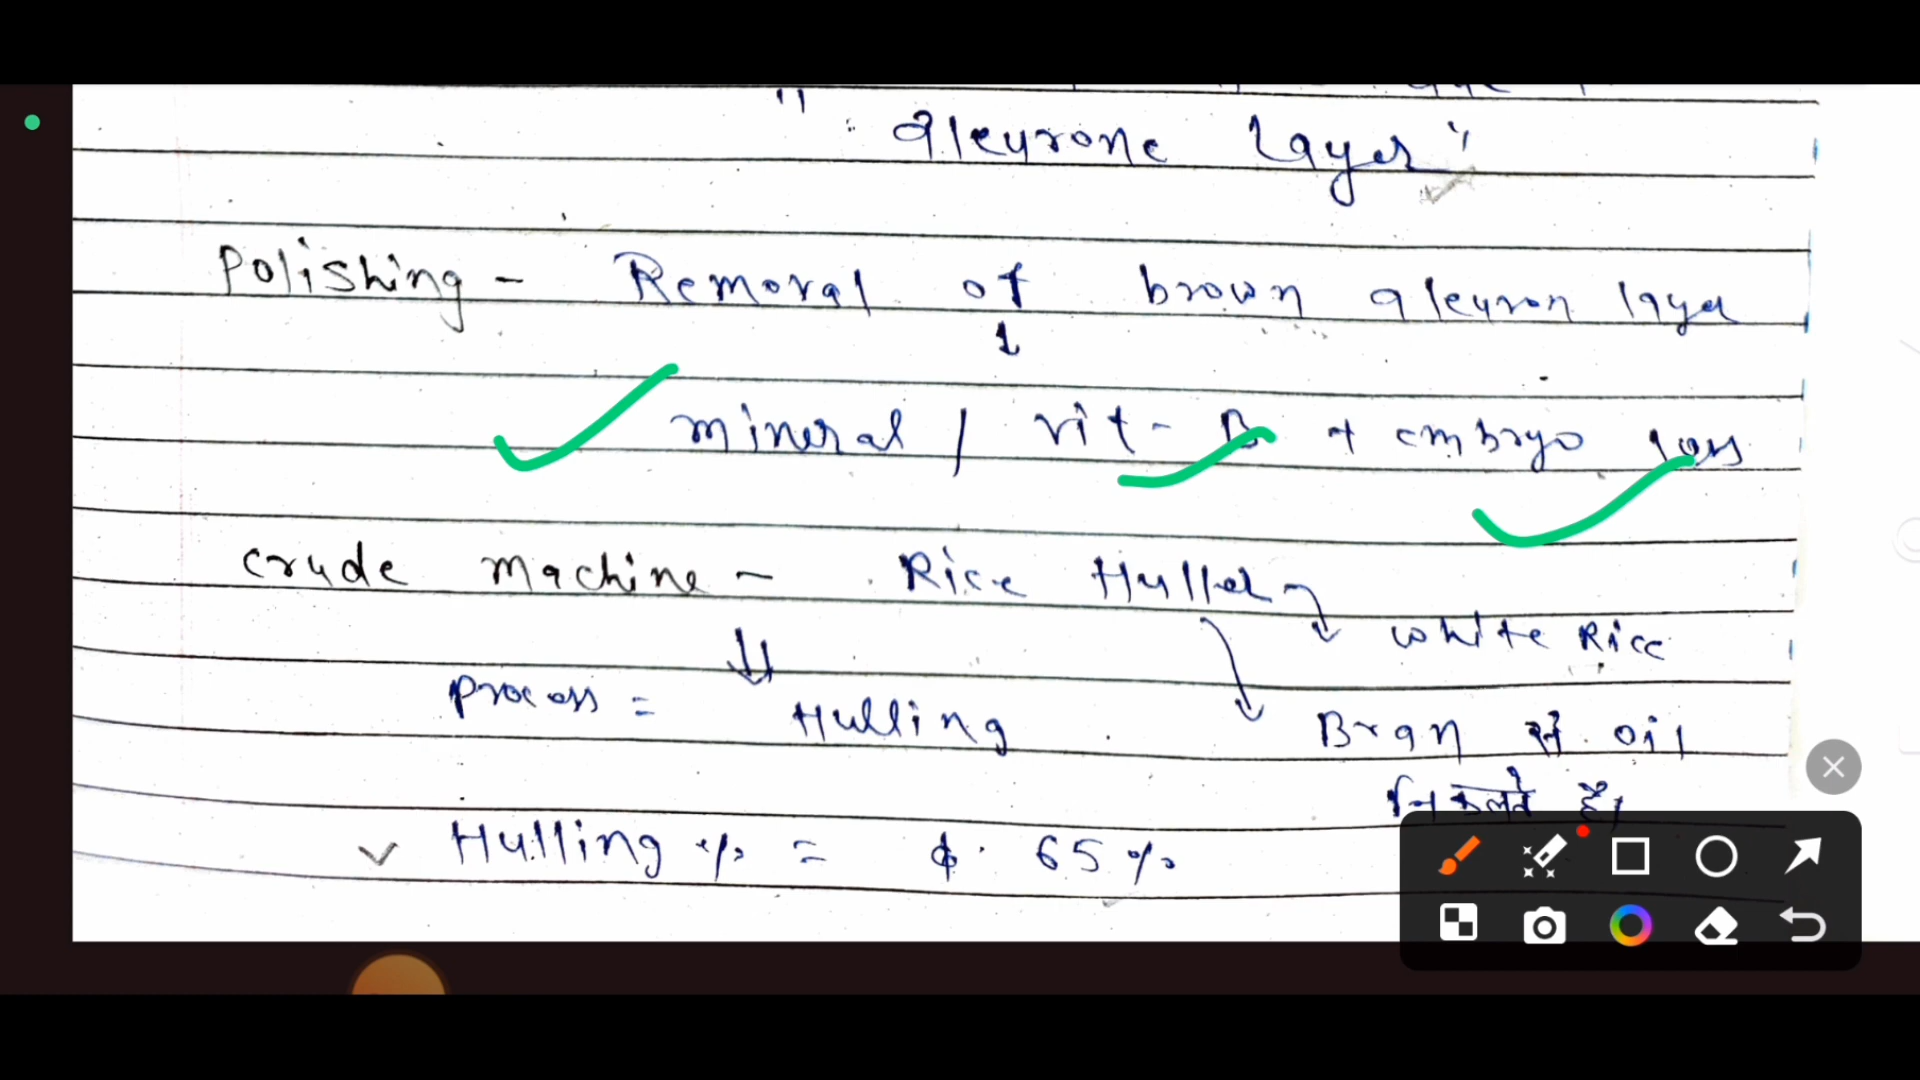 " aleurone layer"
Polishing - Removal of brown aleuron layer
↓
mineral / vit - B + embryo loss
Crude machine - Rice Huller → White Rice
process = Hulling
Bran से oil
निकलते हैं।
✓ Hulling % = 65 %